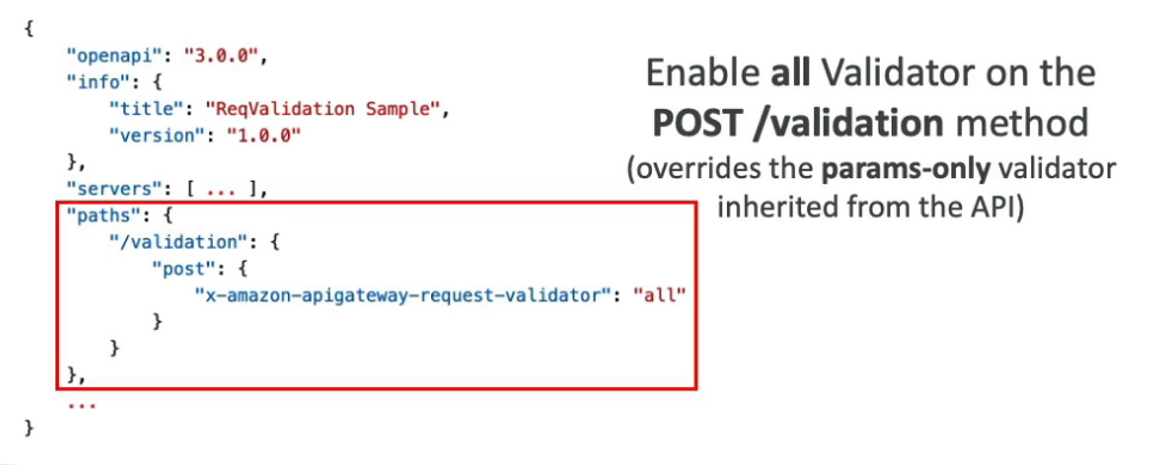 {
"openapi": "3.0.0",
"info": {
"title": "ReqValidation Sample",
"version": "1.0.0"
},
"servers": [ ... ],
"paths": {
"/validation": {
"post": {
"x-amazon-apigateway-request-validator": "all"
}
}
},
...
}
Enable all Validator on the
POST /validation method
(overrides the params-only validator
inherited from the API)